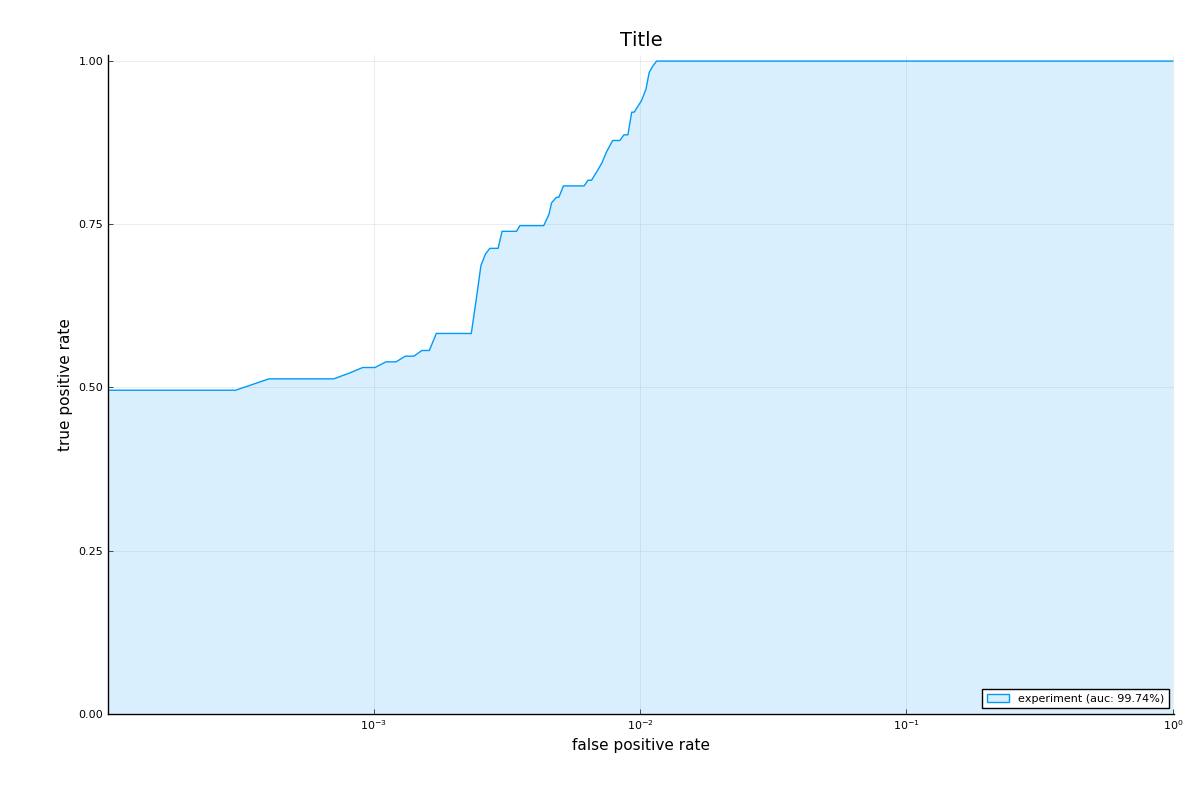 Title
1.00
0.75
0.50
0.25
0.00
true positive rate
experiment (auc: 99.74%)
10⁻³ 10⁻² 10⁻¹ 10⁰
false positive rate